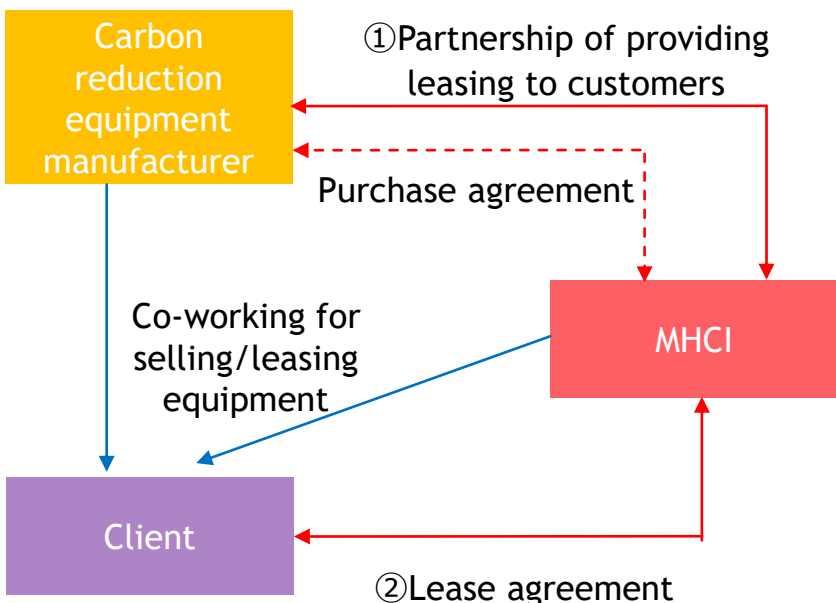 Carbon
reduction
equipment
manufacturer
①Partnership of providing
leasing to customers
Purchase agreement
Co-working for
selling/leasing
equipment
MHCI
Client
②Lease agreement